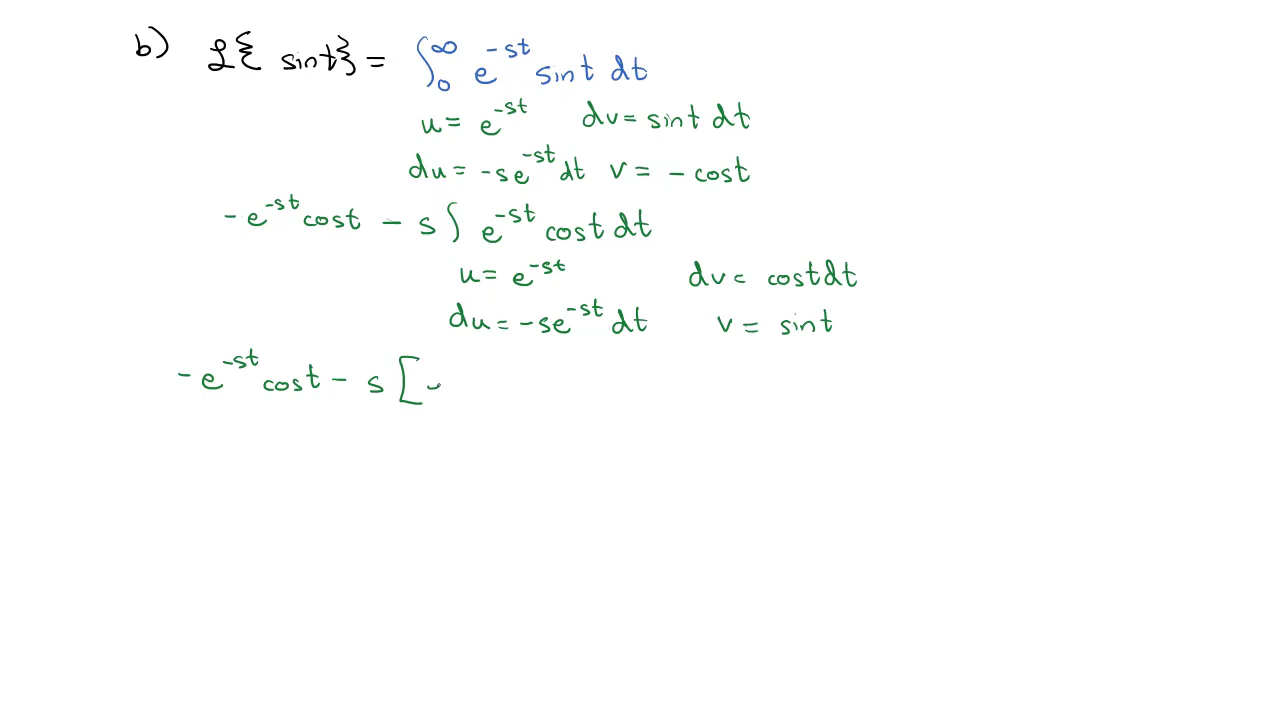 b) ℒ{ sint} = ∫₀^∞ e^{-st} sint dt
u = e^{-st} dv = sint dt
du = -se^{-st} dt v = - cost
-e^{-st} cost - s ∫ e^{-st} cost dt
u = e^{-st} dv = costdt
du = -se^{-st} dt v = sint
-e^{-st} cost - s [